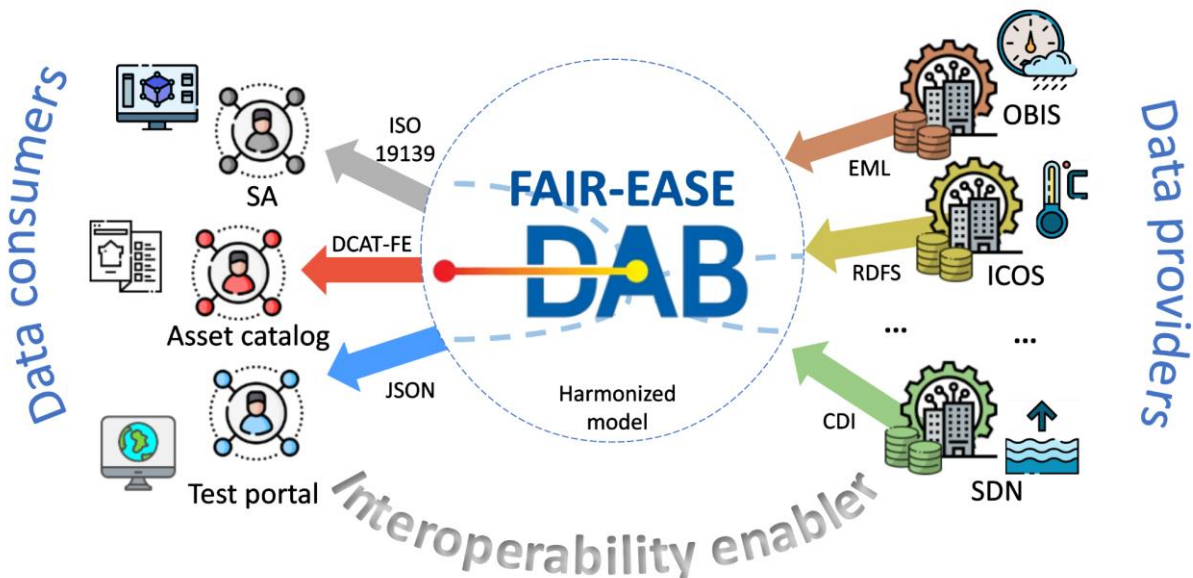 Data consumers
SA
Asset catalog
Test portal
ISO
19139
DCAT-FE
JSON
FAIR-EASE
DAB
Harmonized
model
Interoperability enabler
EML
RDFS
...
...
CDI
OBIS
ICOS
SDN
Data providers